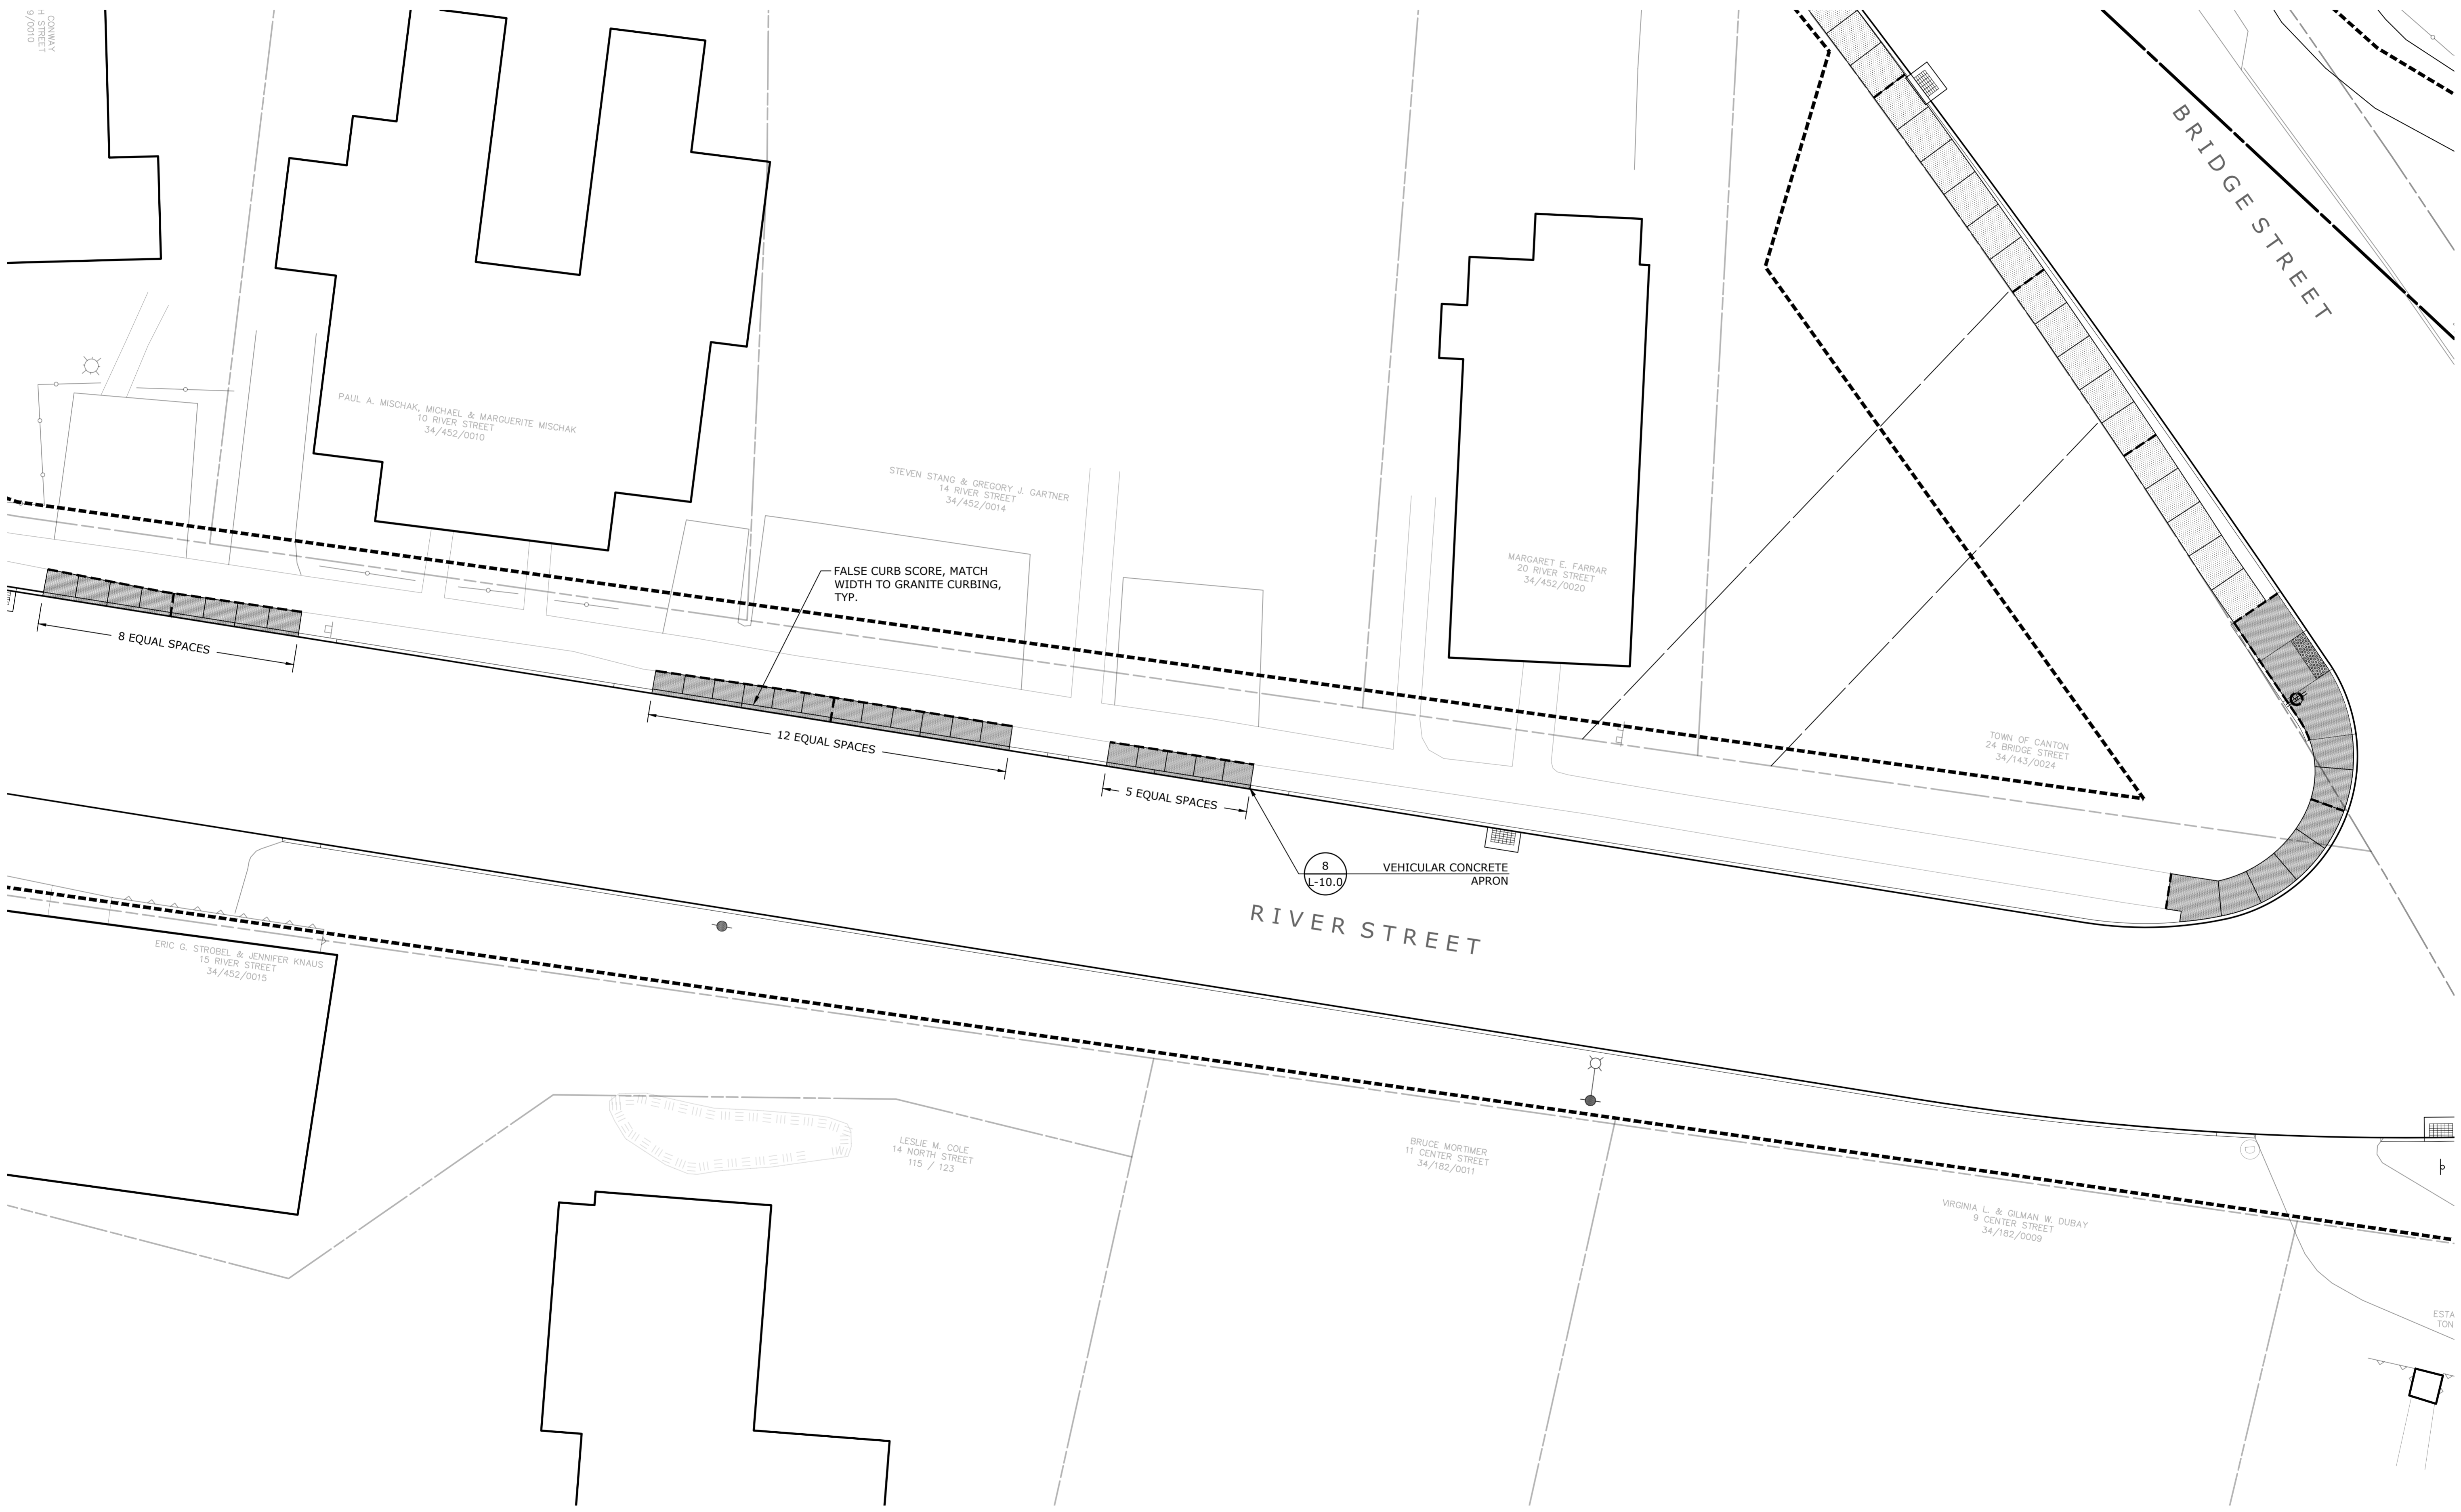 CONWAY
H STREET
9/0010
BRIDGE STREET
PAUL A. MISCHAK, MICHAEL & MARGUERITE MISCHAK
10 RIVER STREET
34/452/0010
STEVEN STANG & GREGORY J. GARTNER
14 RIVER STREET
34/452/0014
MARGARET E. FARRAR
20 RIVER STREET
34/452/0020
FALSE CURB SCORE, MATCH
WIDTH TO GRANITE CURBING,
TYP.
8 EQUAL SPACES
12 EQUAL SPACES
5 EQUAL SPACES
TOWN OF CANTON
24 BRIDGE STREET
34/143/0024
8
L-10.0
VEHICULAR CONCRETE
APRON
RIVER STREET
ERIC G. STROBEL & JENNIFER KNAUS
15 RIVER STREET
34/452/0015
LESLIE M. COLE
14 NORTH STREET
115 / 123
BRUCE MORTIMER
11 CENTER STREET
34/182/0011
D
VIRGINIA L. & GILMAN W. DUBAY
9 CENTER STREET
34/182/0009
ESTA
TON